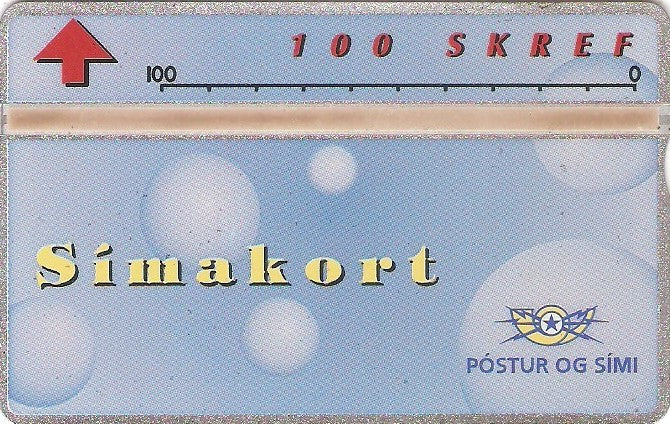 100 SKREF
100 0
Símakort
PÓSTUR OG SÍMI